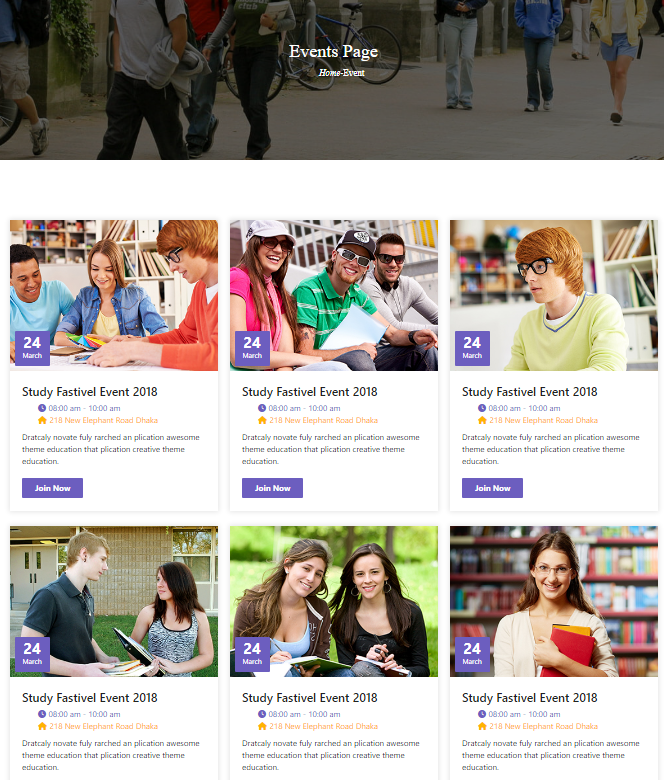 Events Page
Home-Event
24
March
Study Fastivel Event 2018
08:00 am - 10:00 am
218 New Elephant Road Dhaka
Dratcaly novate fuly rarched an plication awesome
theme education that plication creative theme
education.
Join Now
24
March
Study Fastivel Event 2018
08:00 am - 10:00 am
218 New Elephant Road Dhaka
Dratcaly novate fuly rarched an plication awesome
theme education that plication creative theme
education.
Join Now
24
March
Study Fastivel Event 2018
08:00 am - 10:00 am
218 New Elephant Road Dhaka
Dratcaly novate fuly rarched an plication awesome
theme education that plication creative theme
education.
Join Now
24
March
Study Fastivel Event 2018
08:00 am - 10:00 am
218 New Elephant Road Dhaka
Dratcaly novate fuly rarched an plication awesome
theme education that plication creative theme
education.
24
March
Study Fastivel Event 2018
08:00 am - 10:00 am
218 New Elephant Road Dhaka
Dratcaly novate fuly rarched an plication awesome
theme education that plication creative theme
education.
24
March
Study Fastivel Event 2018
08:00 am - 10:00 am
218 New Elephant Road Dhaka
Dratcaly novate fuly rarched an plication awesome
theme education that plication creative theme
education.